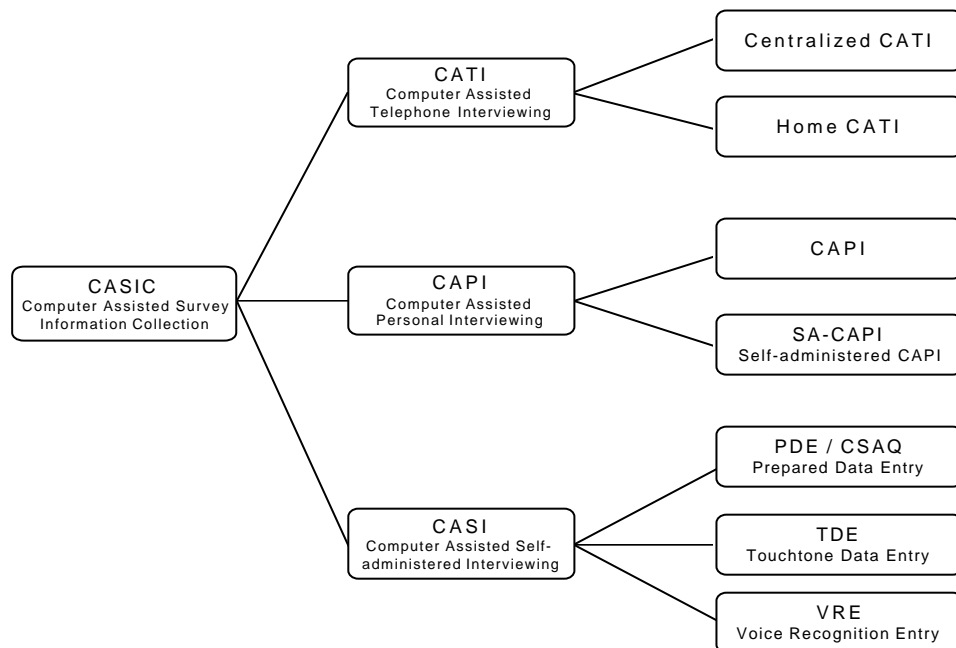 CASIC
Computer Assisted Survey
Information Collection
CATI
Computer Assisted
Telephone Interviewing
Centralized CATI
Home CATI
CAPI
Computer Assisted
Personal Interviewing
CAPI
SA-CAPI
Self-administered CAPI
CASI
Computer Assisted Self-
administered Interviewing
PDE / CSAQ
Prepared Data Entry
TDE
Touchtone Data Entry
VRE
Voice Recognition Entry